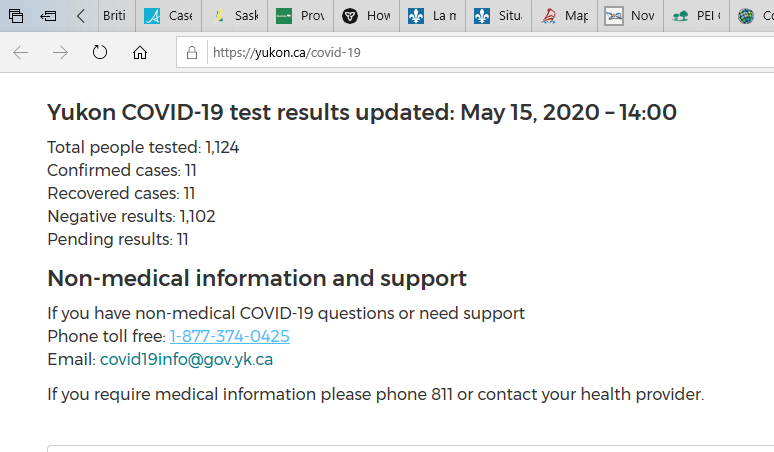 Briti
Case
Sask
Prov
How
La m
Situ
Map
Nov
PEI
https://yukon.ca/covid-19
Yukon COVID-19 test results updated: May 15, 2020 – 14:00
Total people tested: 1,124
Confirmed cases: 11
Recovered cases: 11
Negative results: 1,102
Pending results: 11
Non-medical information and support
If you have non-medical COVID-19 questions or need support
Phone toll free: 1-877-374-0425
Email: covid19info@gov.yk.ca
If you require medical information please phone 811 or contact your health provider.